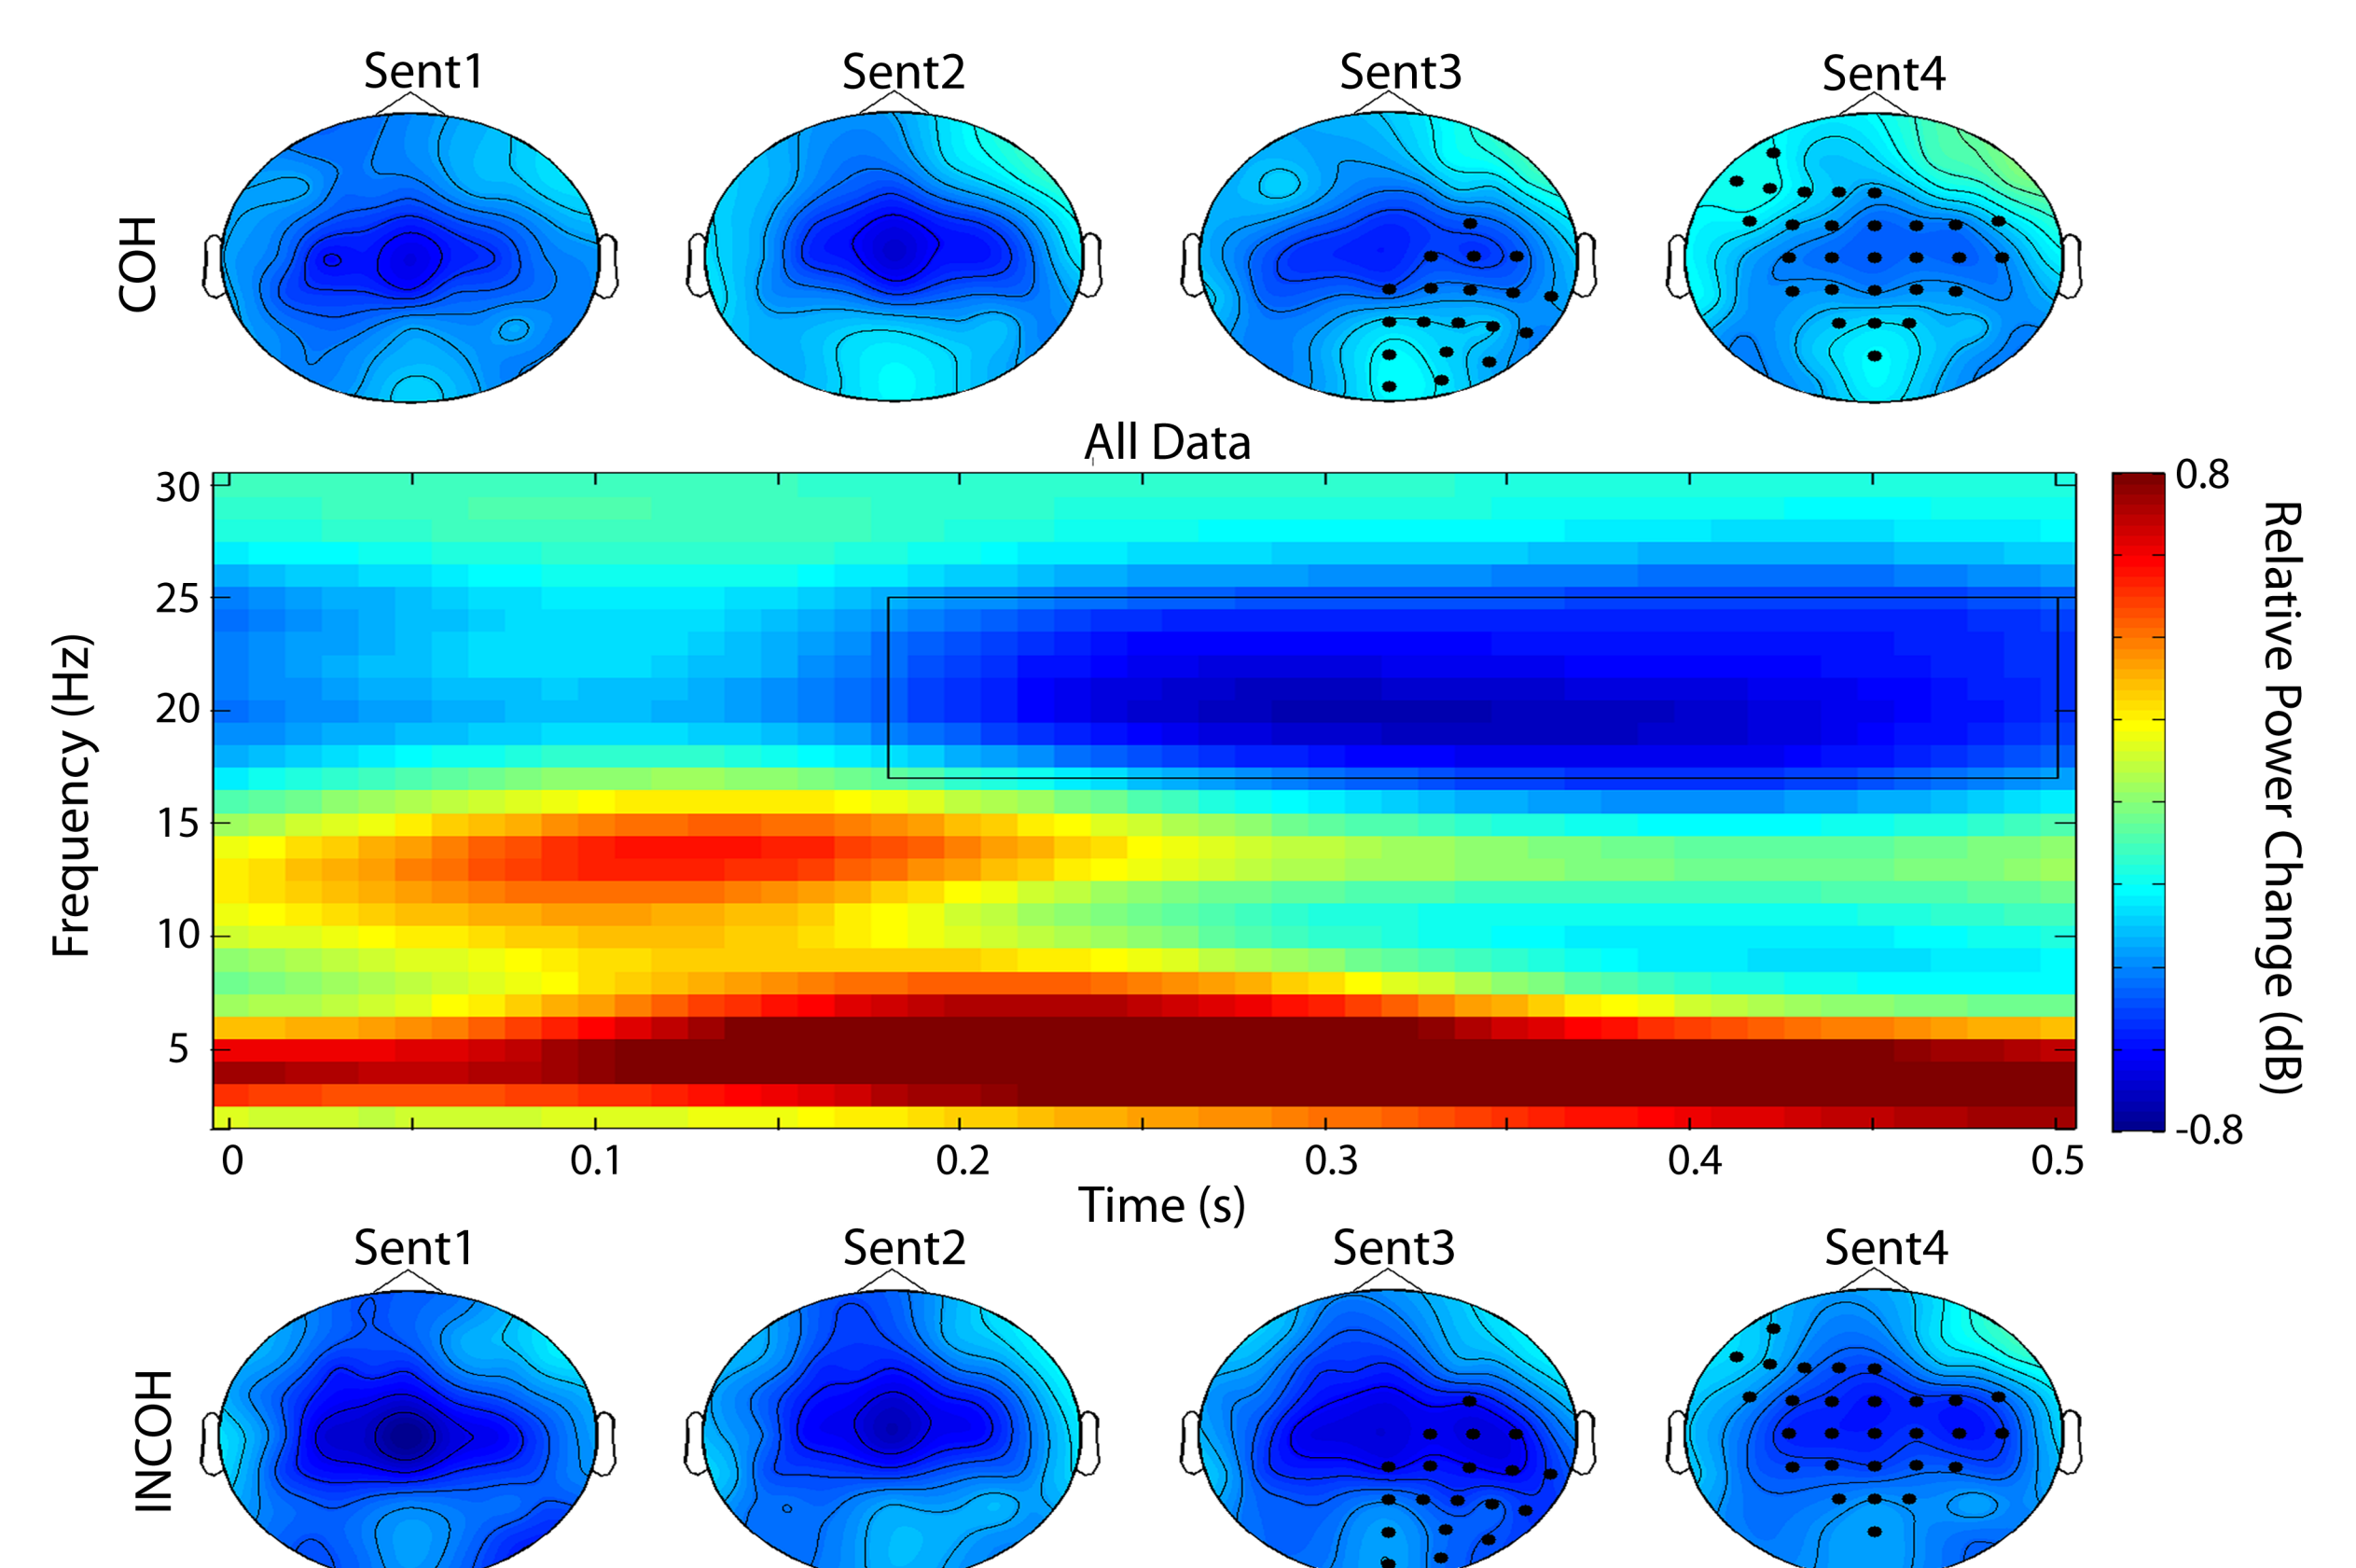 Sent1 Sent2 Sent3 Sent4
COH
All Data
30
25
20
15
10
5
Frequency (Hz)
0 0.1 0.2 0.3 0.4 0.5
Time (s)
0.8
-0.8
Relative Power Change (dB)
Sent1 Sent2 Sent3 Sent4
INCOH